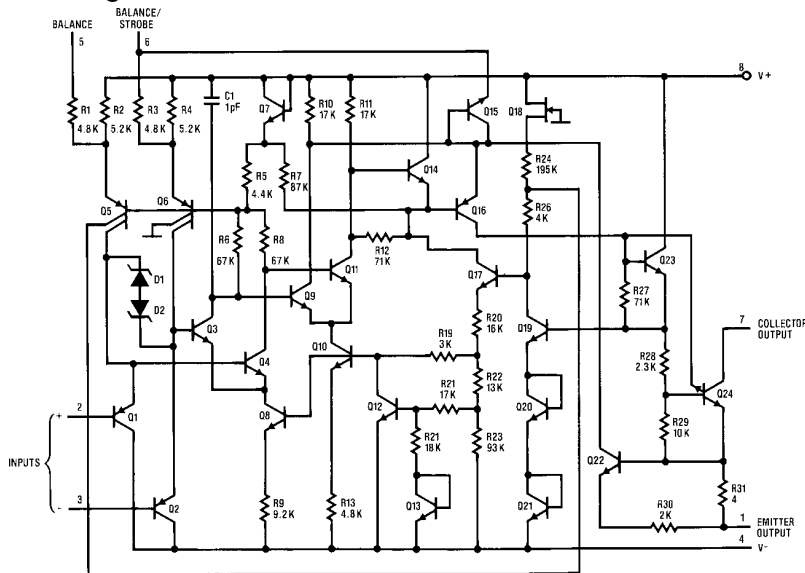 BALANCE
5
BALANCE/
STROBE
6
8 V+
R1
4.8K
R2
5.2K
R3
4.8K
R4
5.2K
C1
1pF
Q7
R10
17K
R11
17K
Q15
Q18
Q14
R24
195K
R5
4.4K
R7
87K
Q5
Q6
Q16
R26
4K
R6
67K
R8
67K
R12
71K
Q11
Q17
Q23
R27
71K
D1
D2
Q3
Q9
R20
16K
Q19
7 COLLECTOR
OUTPUT
Q4
Q10
R19
3K
R28
2.3K
Q24
R22
13K
Q1
Q8
Q12
R21
17K
Q20
R29
10K
+ 2
INPUTS
- 3
R21
18K
R23
93K
Q22
R31
4
R9
9.2K
R13
4.8K
Q13
Q21
R30
2K
Q2
1 EMITTER
OUTPUT
4 V-